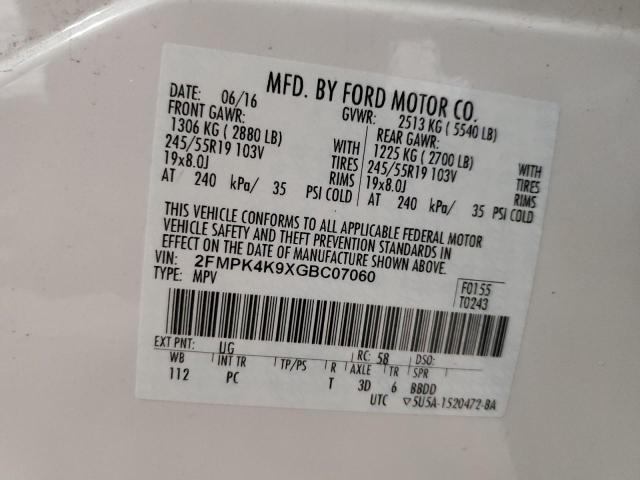 MFD. BY FORD MOTOR CO.
DATE: 06/16 GVWR: 2513 KG ( 5540 LB)
FRONT GAWR: REAR GAWR:
1306 KG ( 2880 LB) WITH 1225 KG ( 2700 LB) WITH
245/55R19 103V TIRES 245/55R19 103V TIRES
19x8.0J RIMS 19x8.0J RIMS
AT 240 kPa/ 35 PSI COLD AT 240 kPa/ 35 PSI COLD
THIS VEHICLE CONFORMS TO ALL APPLICABLE FEDERAL MOTOR
VEHICLE SAFETY AND THEFT PREVENTION STANDARDS IN
EFFECT ON THE DATE OF MANUFACTURE SHOWN ABOVE.
VIN: 2FMPK4K9XGBC07060
TYPE: MPV
F0155
T0243
EXT PNT: UG RC: 58 DSO:
WB INT TR TP/PS R AXLE TR SPR
112 PC T 3D 6 BBDD
UTC ▽5U5A-1520472-BA